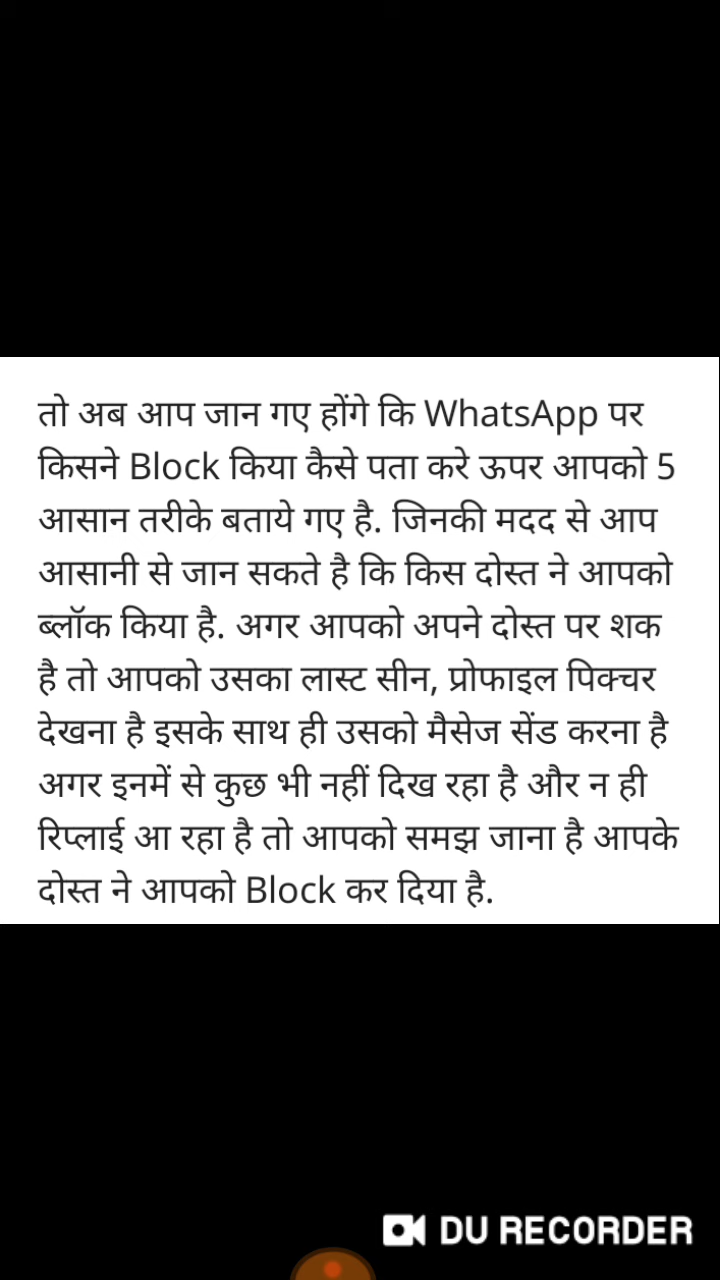 तो अब आप जान गए होंगे कि WhatsApp पर
किसने Block किया कैसे पता करे ऊपर आपको 5
आसान तरीके बताये गए है. जिनकी मदद से आप
आसानी से जान सकते है कि किस दोस्त ने आपको
ब्लॉक किया है. अगर आपको अपने दोस्त पर शक
है तो आपको उसका लास्ट सीन, प्रोफाइल पिक्चर
देखना है इसके साथ ही उसको मैसेज सेंड करना है
अगर इनमें से कुछ भी नहीं दिख रहा है और न ही
रिप्लाई आ रहा है तो आपको समझ जाना है आपके
दोस्त ने आपको Block कर दिया है.
DU RECORDER